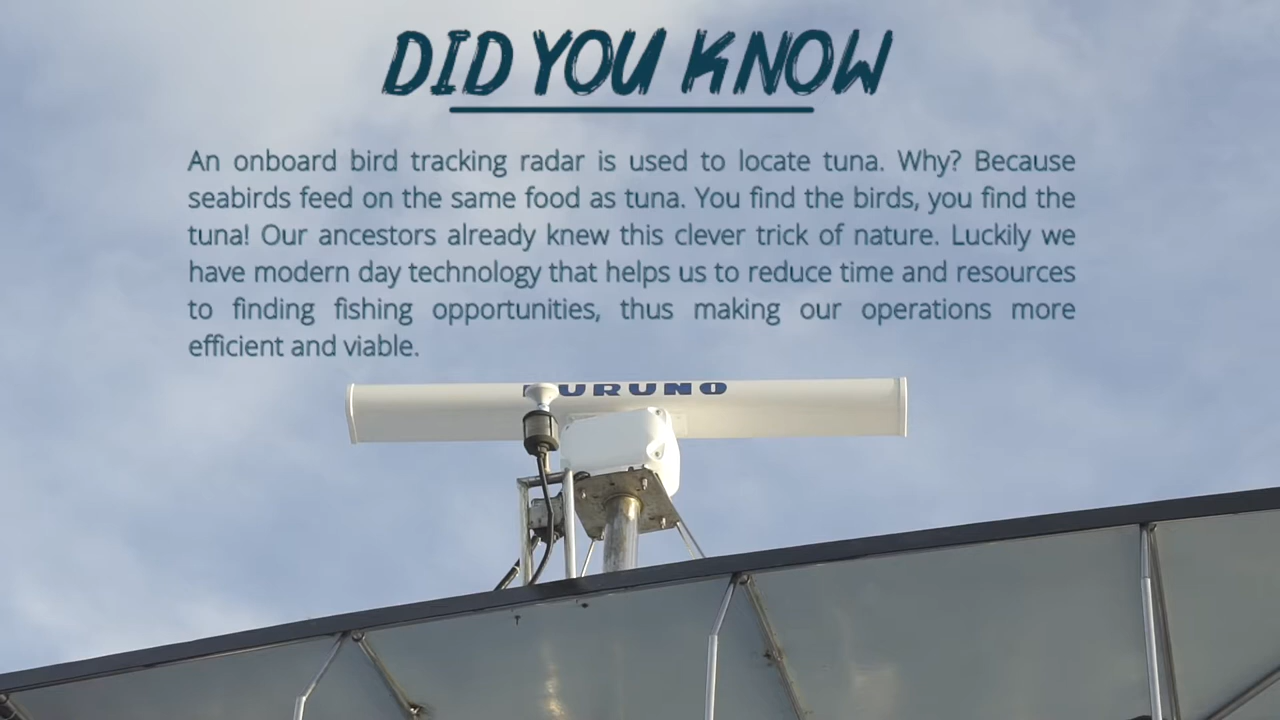 DID YOU KNOW
An onboard bird tracking radar is used to locate tuna. Why? Because
seabirds feed on the same food as tuna. You find the birds, you find the
tuna! Our ancestors already knew this clever trick of nature. Luckily we
have modern day technology that helps us to reduce time and resources
to finding fishing opportunities, thus making our operations more
efficient and viable.
FURUNO